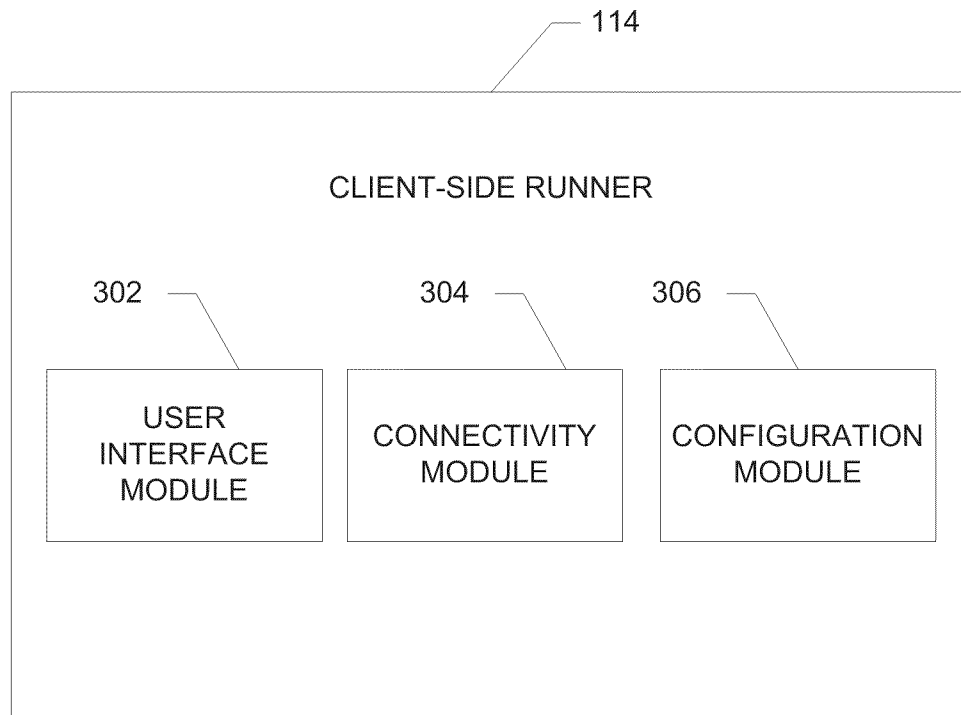 114
CLIENT-SIDE RUNNER
302
304
306
USER
INTERFACE
MODULE
CONNECTIVITY
MODULE
CONFIGURATION
MODULE